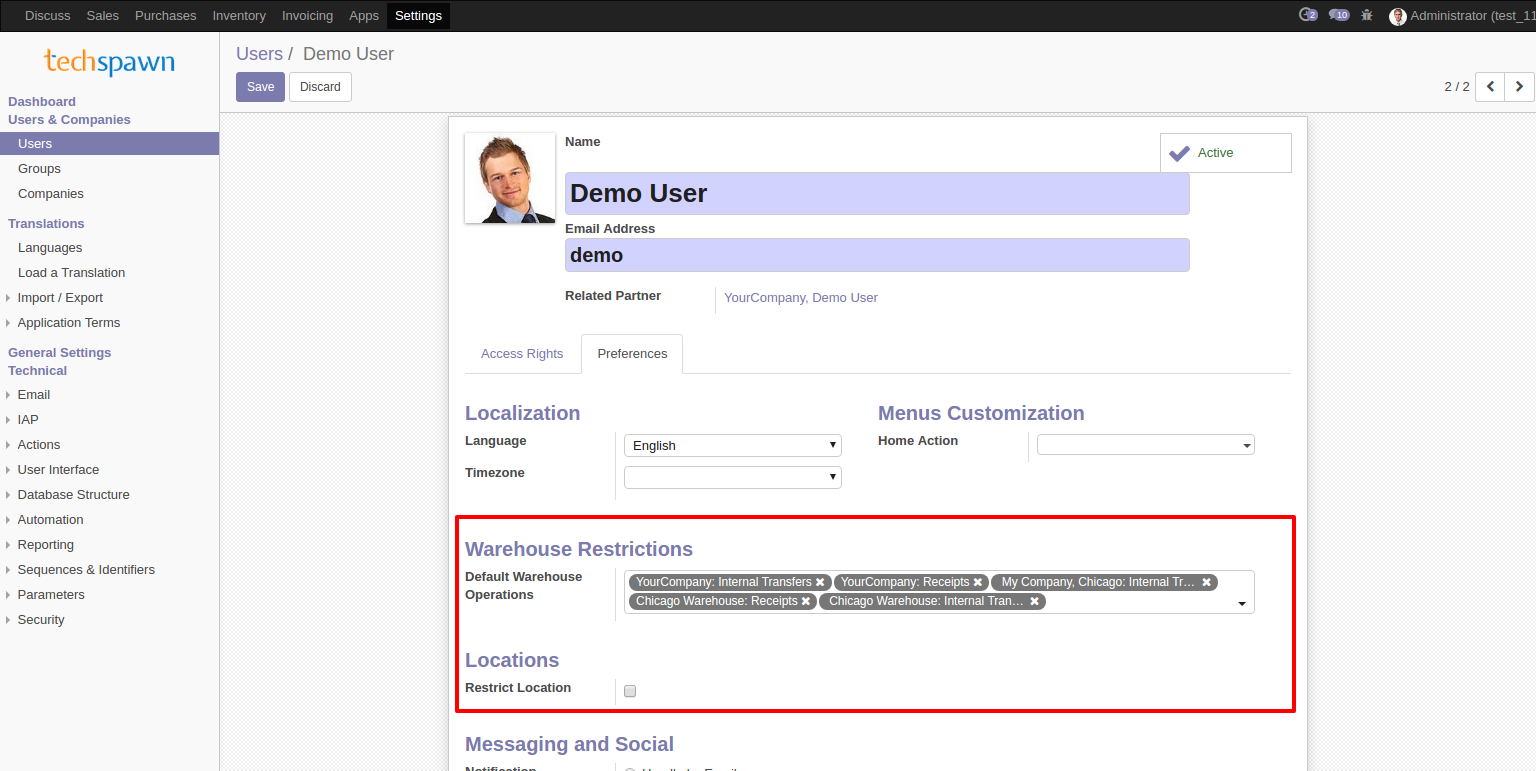 Discuss Sales Purchases Inventory Invoicing Apps Settings 2 10 Administrator (test_11
techspawn
Dashboard
Users & Companies
Users
Groups
Companies
Translations
Languages
Load a Translation
Import / Export
Application Terms
General Settings
Technical
Email
IAP
Actions
User Interface
Database Structure
Automation
Reporting
Sequences & Identifiers
Parameters
Security
Users / Demo User
Save Discard
2 / 2
Name
Active
Demo User
Email Address
demo
Related Partner YourCompany, Demo User
Access Rights Preferences
Localization
Language English
Timezone
Menus Customization
Home Action
Warehouse Restrictions
Default Warehouse
Operations
YourCompany: Internal Transfers YourCompany: Receipts My Company, Chicago: Internal Tr...
Chicago Warehouse: Receipts Chicago Warehouse: Internal Tran...
Locations
Restrict Location
Messaging and Social
Notification